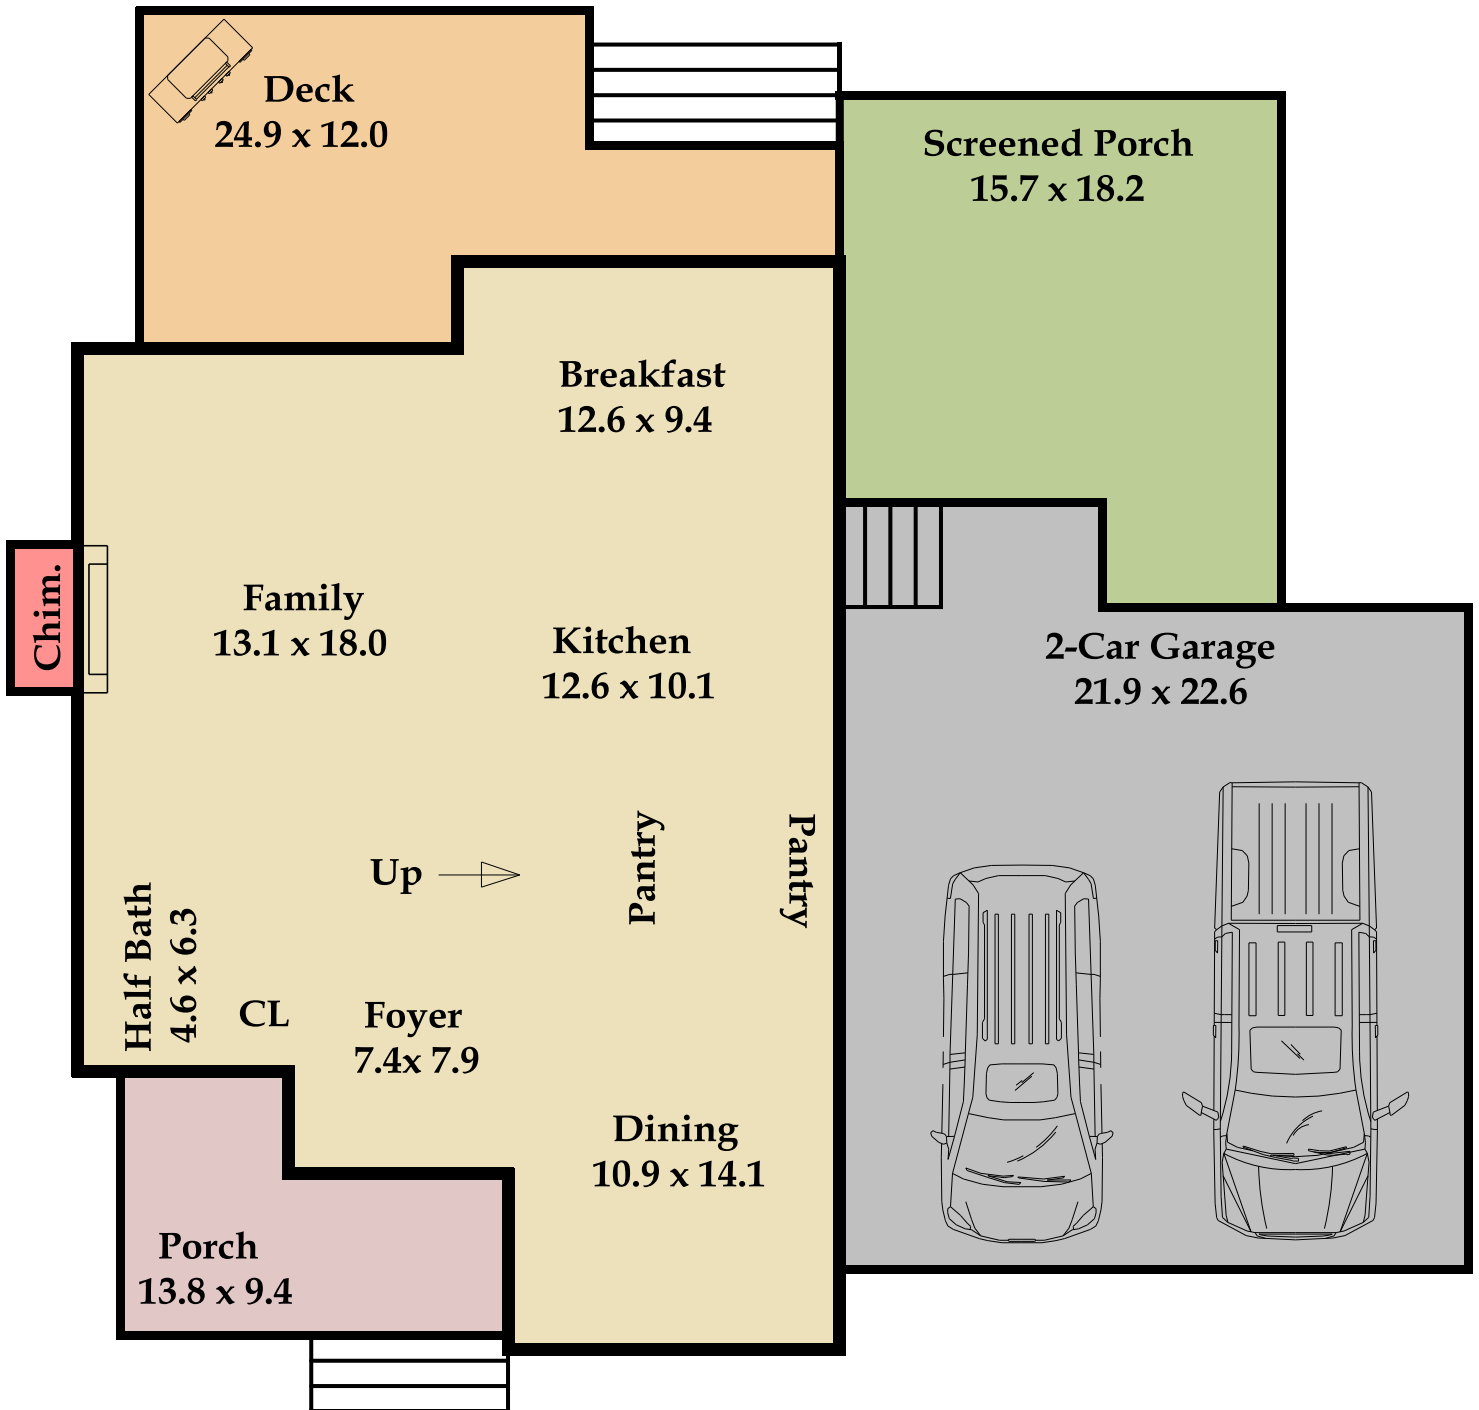 Deck
24.9 x 12.0
Screened Porch
15.7 x 18.2
Breakfast
12.6 x 9.4
Chim.
Family
13.1 x 18.0
Kitchen
12.6 x 10.1
2-Car Garage
21.9 x 22.6
Up
Pantry
Pantry
Half Bath
4.6 x 6.3
CL
Foyer
7.4x 7.9
Dining
10.9 x 14.1
Porch
13.8 x 9.4